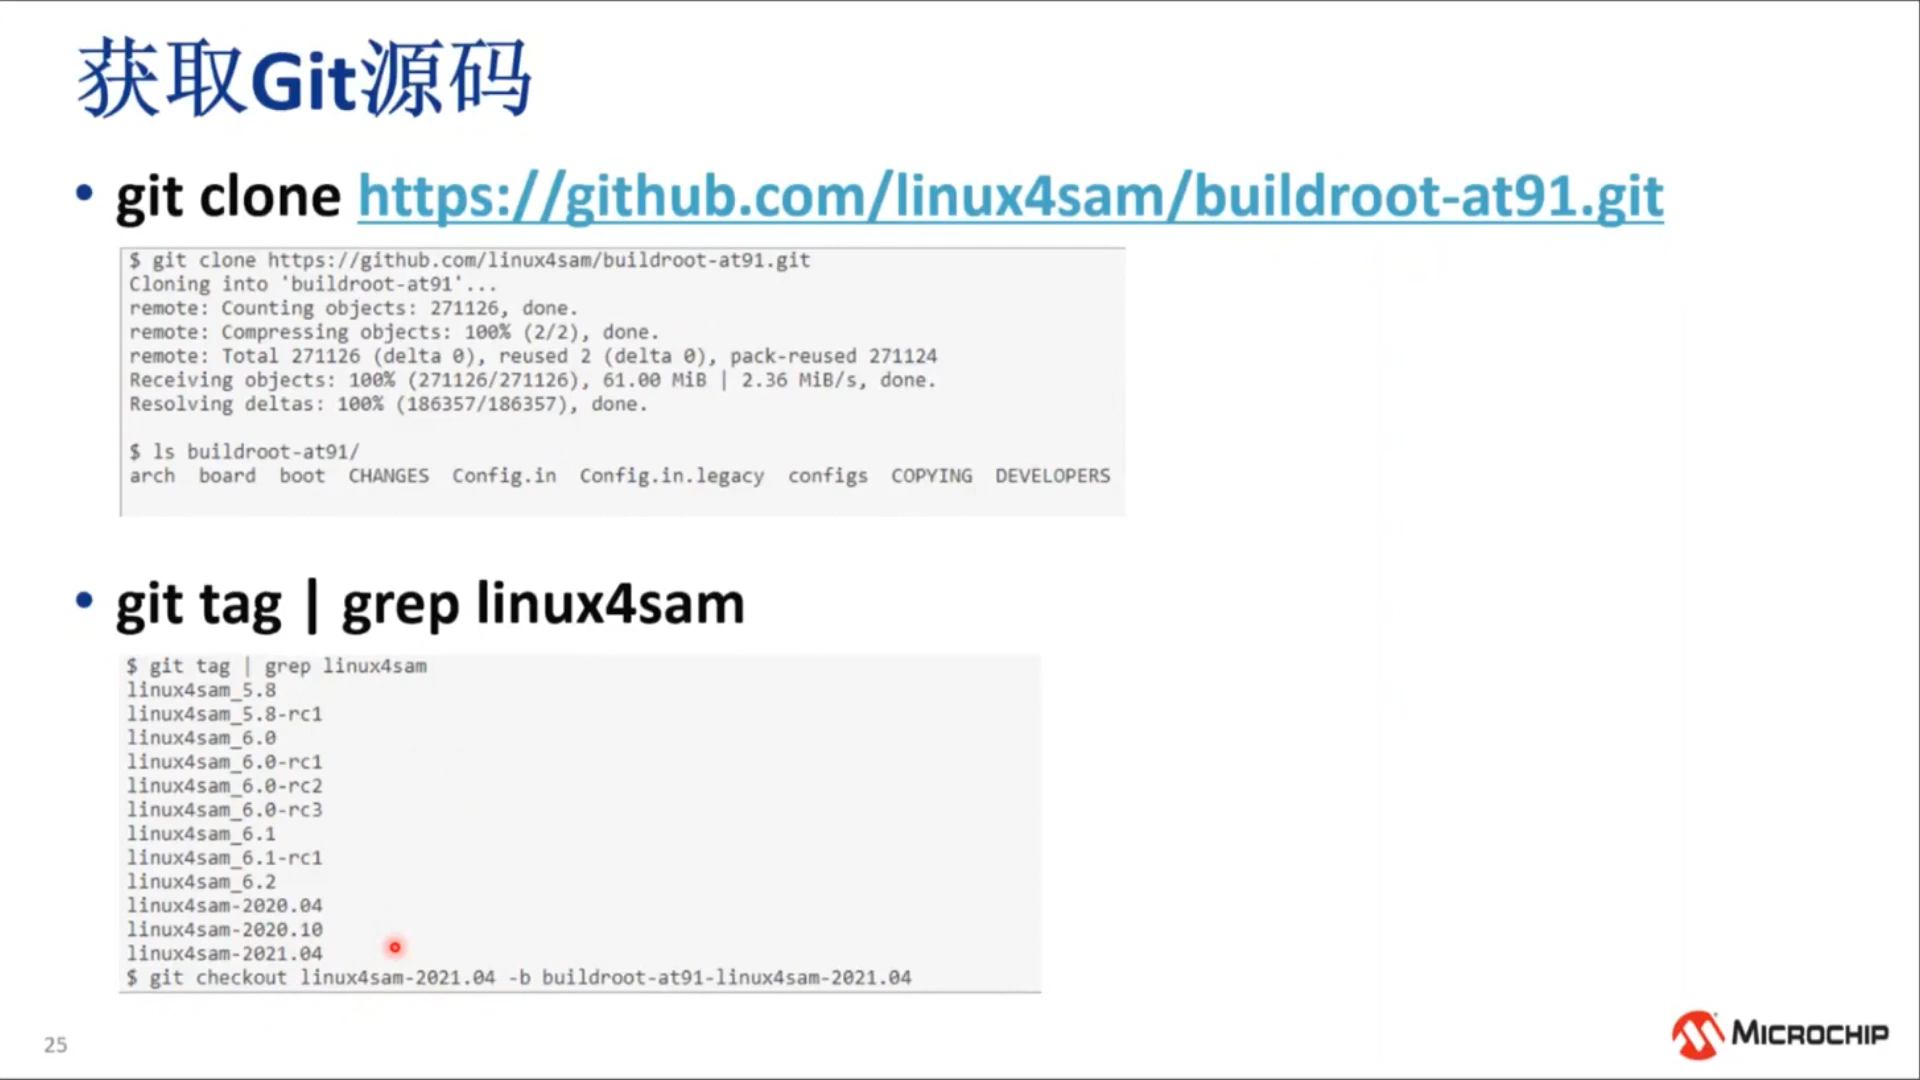 获取Git源码
• git clone https://github.com/linux4sam/buildroot-at91.git
$ git clone https://github.com/linux4sam/buildroot-at91.git
Cloning into 'buildroot-at91'...
remote: Counting objects: 271126, done.
remote: Compressing objects: 100% (2/2), done.
remote: Total 271126 (delta 0), reused 2 (delta 0), pack-reused 271124
Receiving objects: 100% (271126/271126), 61.00 MiB | 2.36 MiB/s, done.
Resolving deltas: 100% (186357/186357), done.
$ ls buildroot-at91/
arch board boot CHANGES Config.in Config.in.legacy configs COPYING DEVELOPERS
• git tag | grep linux4sam
$ git tag | grep linux4sam
linux4sam_5.8
linux4sam_5.8-rc1
linux4sam_6.0
linux4sam_6.0-rc1
linux4sam_6.0-rc2
linux4sam_6.0-rc3
linux4sam_6.1
linux4sam_6.1-rc1
linux4sam_6.2
linux4sam-2020.04
linux4sam-2020.10
linux4sam-2021.04
$ git checkout linux4sam-2021.04 -b buildroot-at91-linux4sam-2021.04
25
MICROCHIP